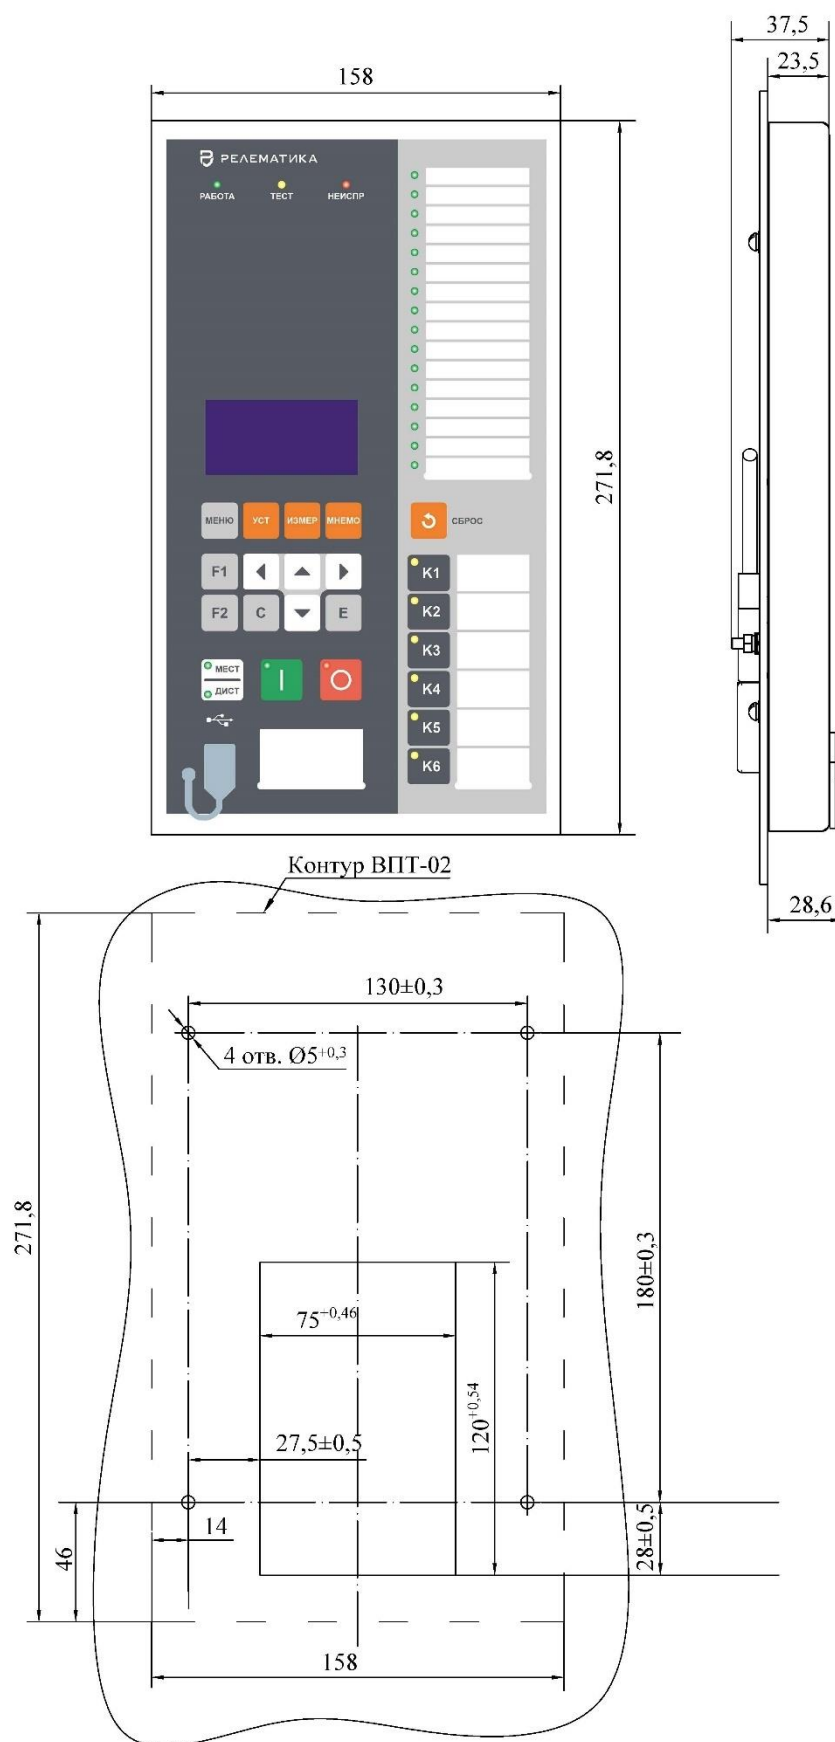 37,5
23,5
158
РЕЛЕМАТИКА
РАБОТА ТЕСТ НЕИСПР
271,8
МЕНЮ УСТ ИЗМЕР МНЕМО СБРОС
F1 K1
F2 C E K2
K3
МЕСТ K4
ДИСТ
K5
K6
28,6
Контур ВПТ-02
130±0,3
4 отв. Ø5+0,3
271,8
180±0,3
75+0,46
120+0,54
27,5±0,5
14
46
28±0,5
158